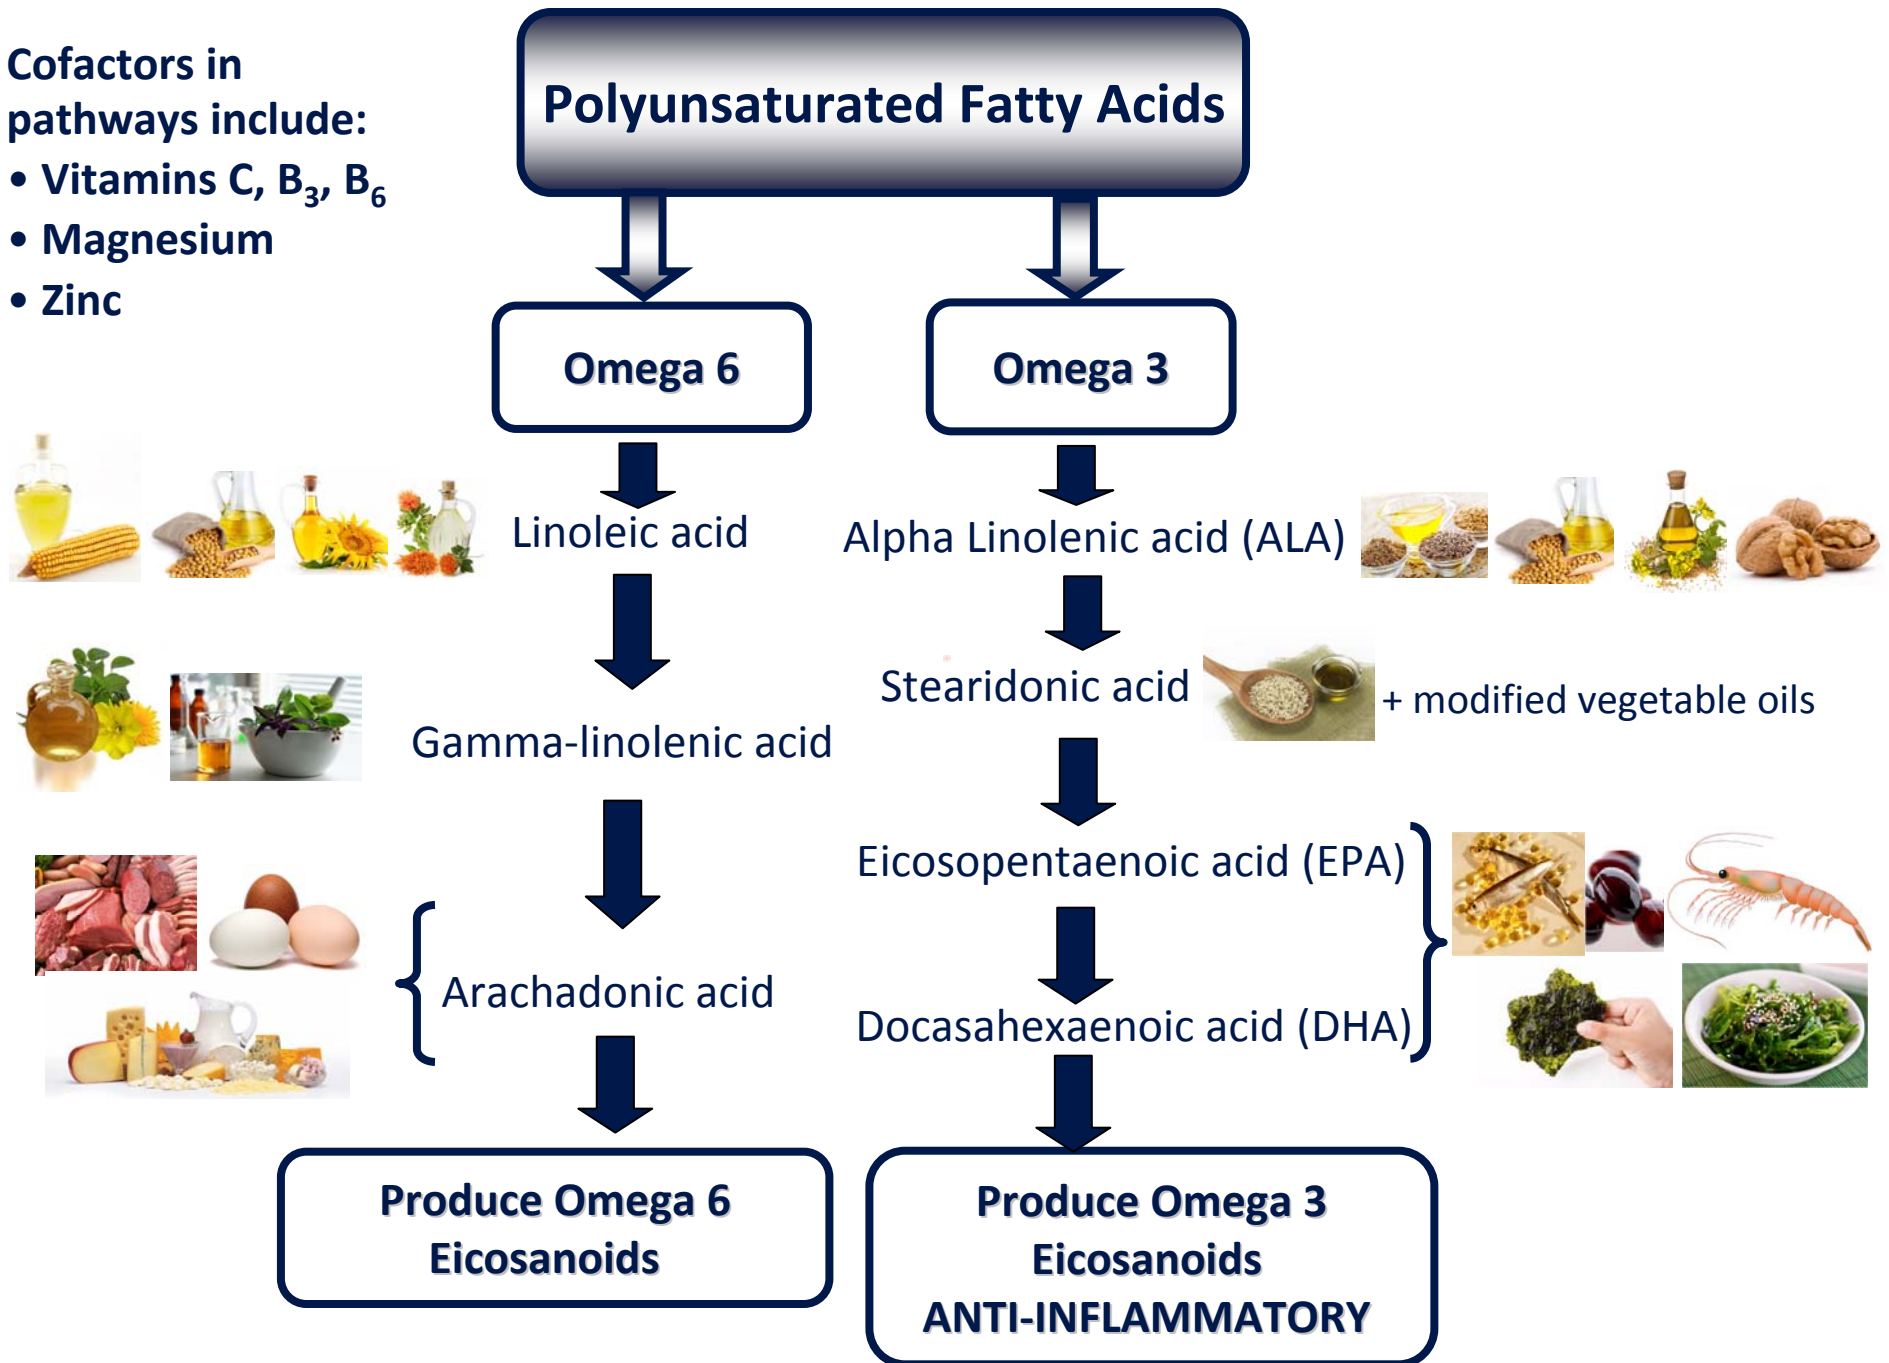 Cofactors in
pathways include:
• Vitamins C, B3, B6
• Magnesium
• Zinc
Polyunsaturated Fatty Acids
Omega 6
Omega 3
Linoleic acid
Alpha Linolenic acid (ALA)
Stearidonic acid
+ modified vegetable oils
Gamma-linolenic acid
Eicosopentaenoic acid (EPA)
Arachadonic acid
Docasahexaenoic acid (DHA)
Produce Omega 6
Eicosanoids
Produce Omega 3
Eicosanoids
ANTI-INFLAMMATORY